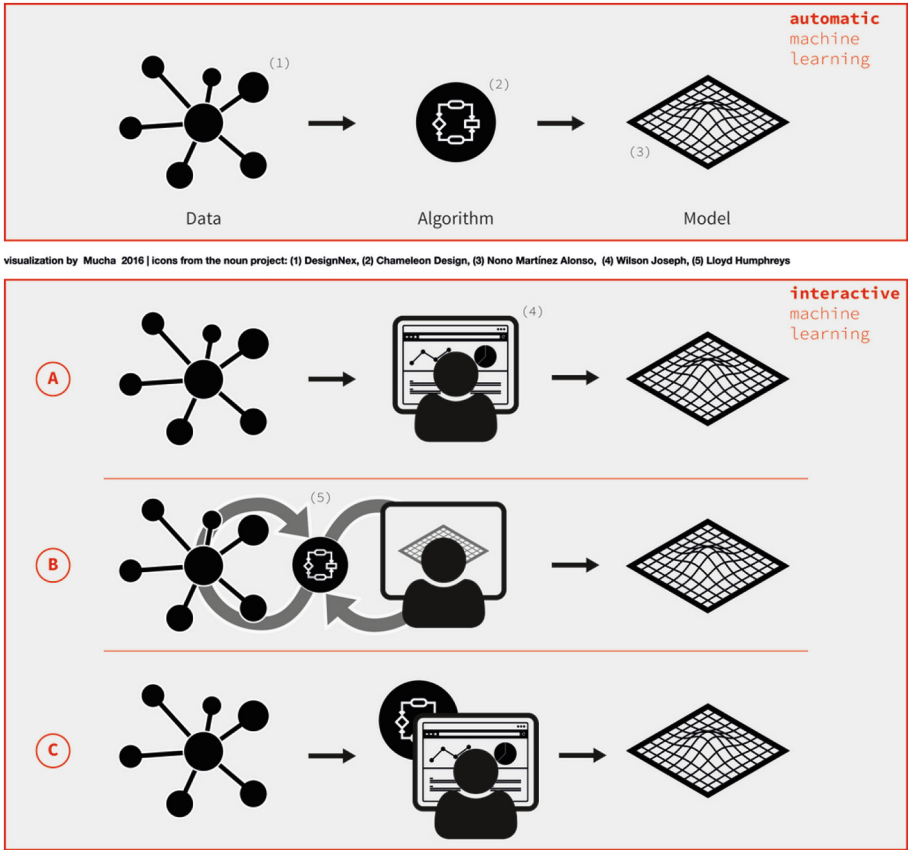 automatic
machine
learning
(1)
(2)
(3)
Data
Algorithm
Model
visualization by Mucha 2016 | icons from the noun project: (1) DesignNex, (2) Chameleon Design, (3) Nono Martínez Alonso, (4) Wilson Joseph, (5) Lloyd Humphreys
interactive
machine
learning
(4)
A
(5)
B
C